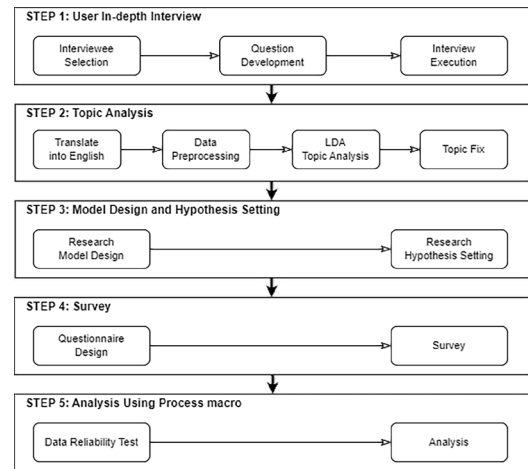 STEP 1: User In-depth Interview
Interviewee
Selection
Question
Development
Interview
Execution
STEP 2: Topic Analysis
Translate
into English
Data
Preprocessing
LDA
Topic Analysis
Topic Fix
STEP 3: Model Design and Hypothesis Setting
Research
Model Design
Research
Hypothesis Setting
STEP 4: Survey
Questionnaire
Design
Survey
STEP 5: Analysis Using Process macro
Data Reliability Test
Analysis